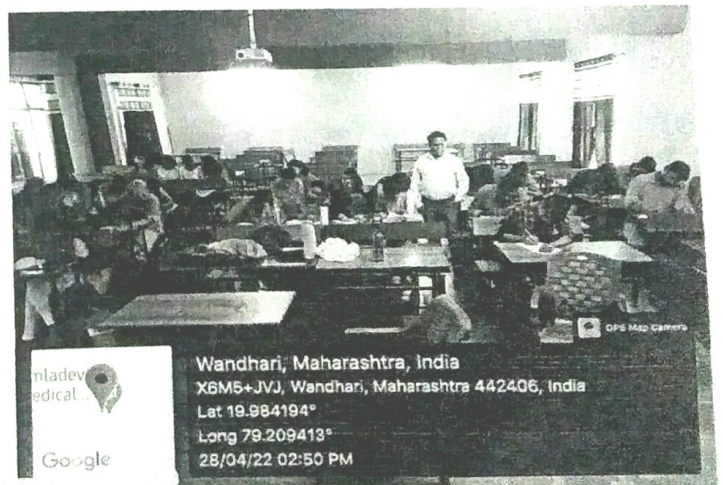 GPS Map Camera
mladev
edical...
Google
Wandhari, Maharashtra, India
X6M5+JVJ, Wandhari, Maharashtra 442406, India
Lat 19.984194°
Long 79.209413°
28/04/22 02:50 PM